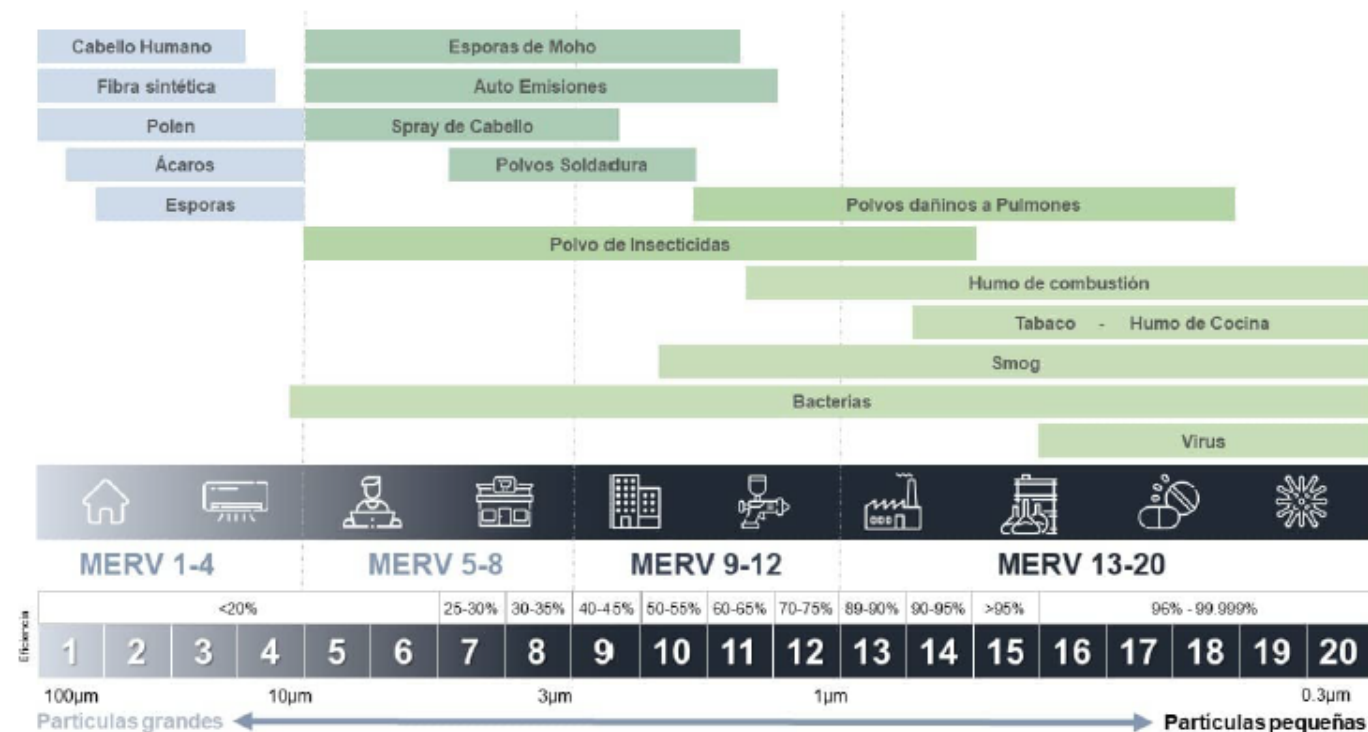 Cabello Humano Esporas de Moho
Fibra sintética Auto Emisiones
Polen Spray de Cabello
Ácaros Polvos Soldadura
Esporas Polvos dañinos a Pulmones
Polvo de Insecticidas
Humo de combustión
Tabaco - Humo de Cocina
Smog
Bacterias
Virus
MERV 1-4 MERV 5-8 MERV 9-12 MERV 13-20
Eficiencia
<20% 25-30% 30-35% 40-45% 50-55% 60-65% 70-75% 89-90% 90-95% >95% 96% - 99.999%
1 2 3 4 5 6 7 8 9 10 11 12 13 14 15 16 17 18 19 20
100µm 10µm 3µm 1µm 0.3µm
Partículas grandes Partículas pequeñas